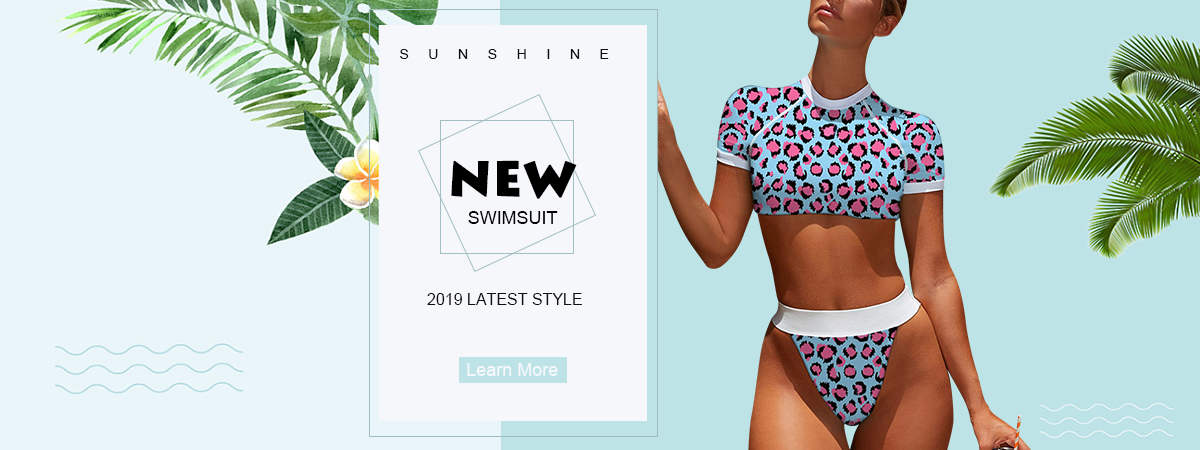 SUNSHINE
NEW
SWIMSUIT
2019 LATEST STYLE
Learn More